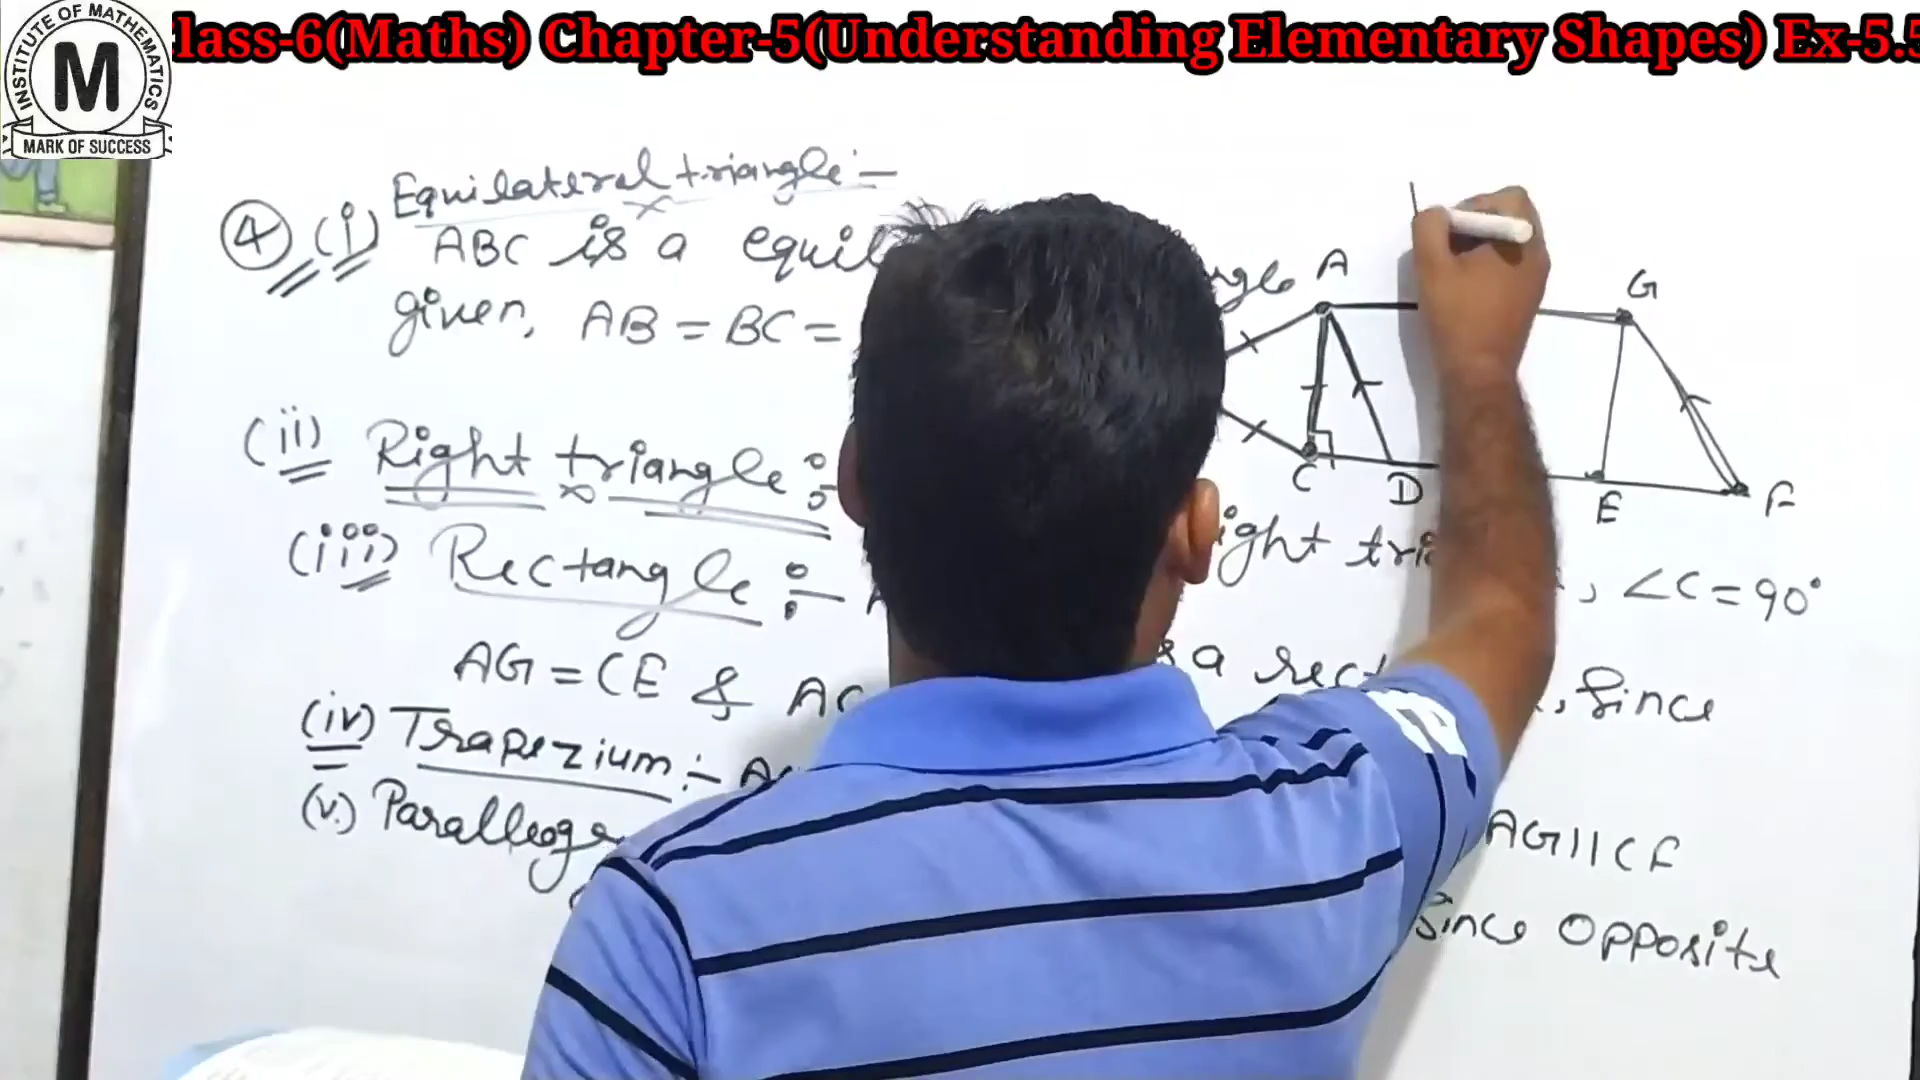 lass-6(Maths) Chapter-5(Understanding Elementary Shapes) Ex-5.5
INSTITUTE OF MATHEMATICS
M
MARK OF SUCCESS
4 (i) Equilateral triangle :-
ABC is a equil
given, AB = BC =
A
G
C
D
E
F
(ii) Right triangle :-
ight tri , ∠C = 90°
(iii) Rectangle :-
a rect , Since
AG = CE & AC
(iv) Trapezium :-
AG || CF
(v.)
Since opposite